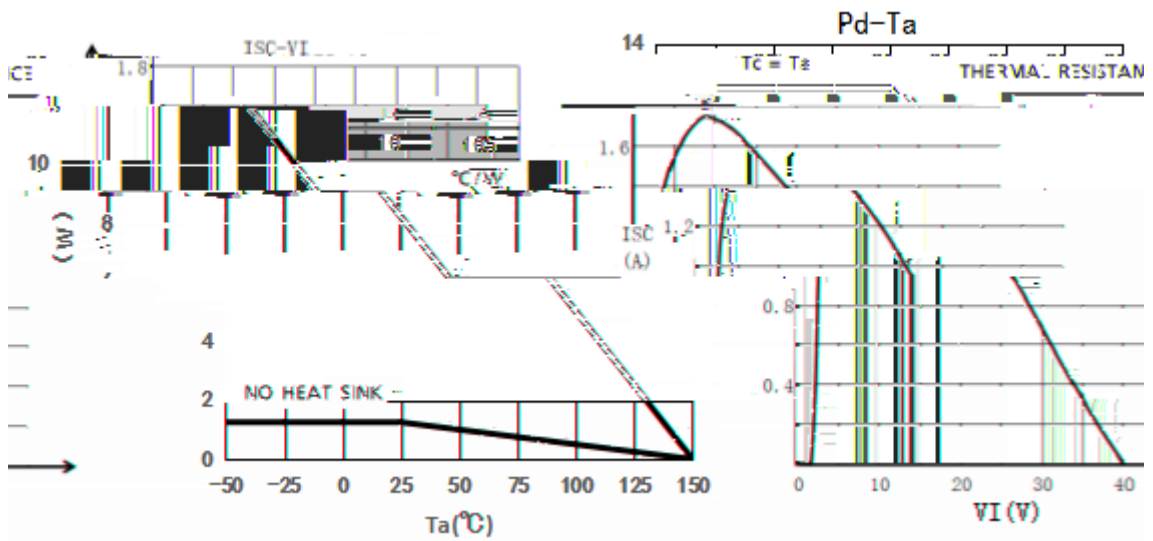 Pd-Ta
14
ISC-VI
Tc = Ta
1.8
THERMAL RESISTAN
1.6
10
℃/W
8
(W)
ISC
1.2
(A)
0.8
4
NO HEAT SINK
0.4
2
0
-50 -25 0 25 50 75 100 125 150
0 10 20 30 40
Ta(℃)
VI(V)